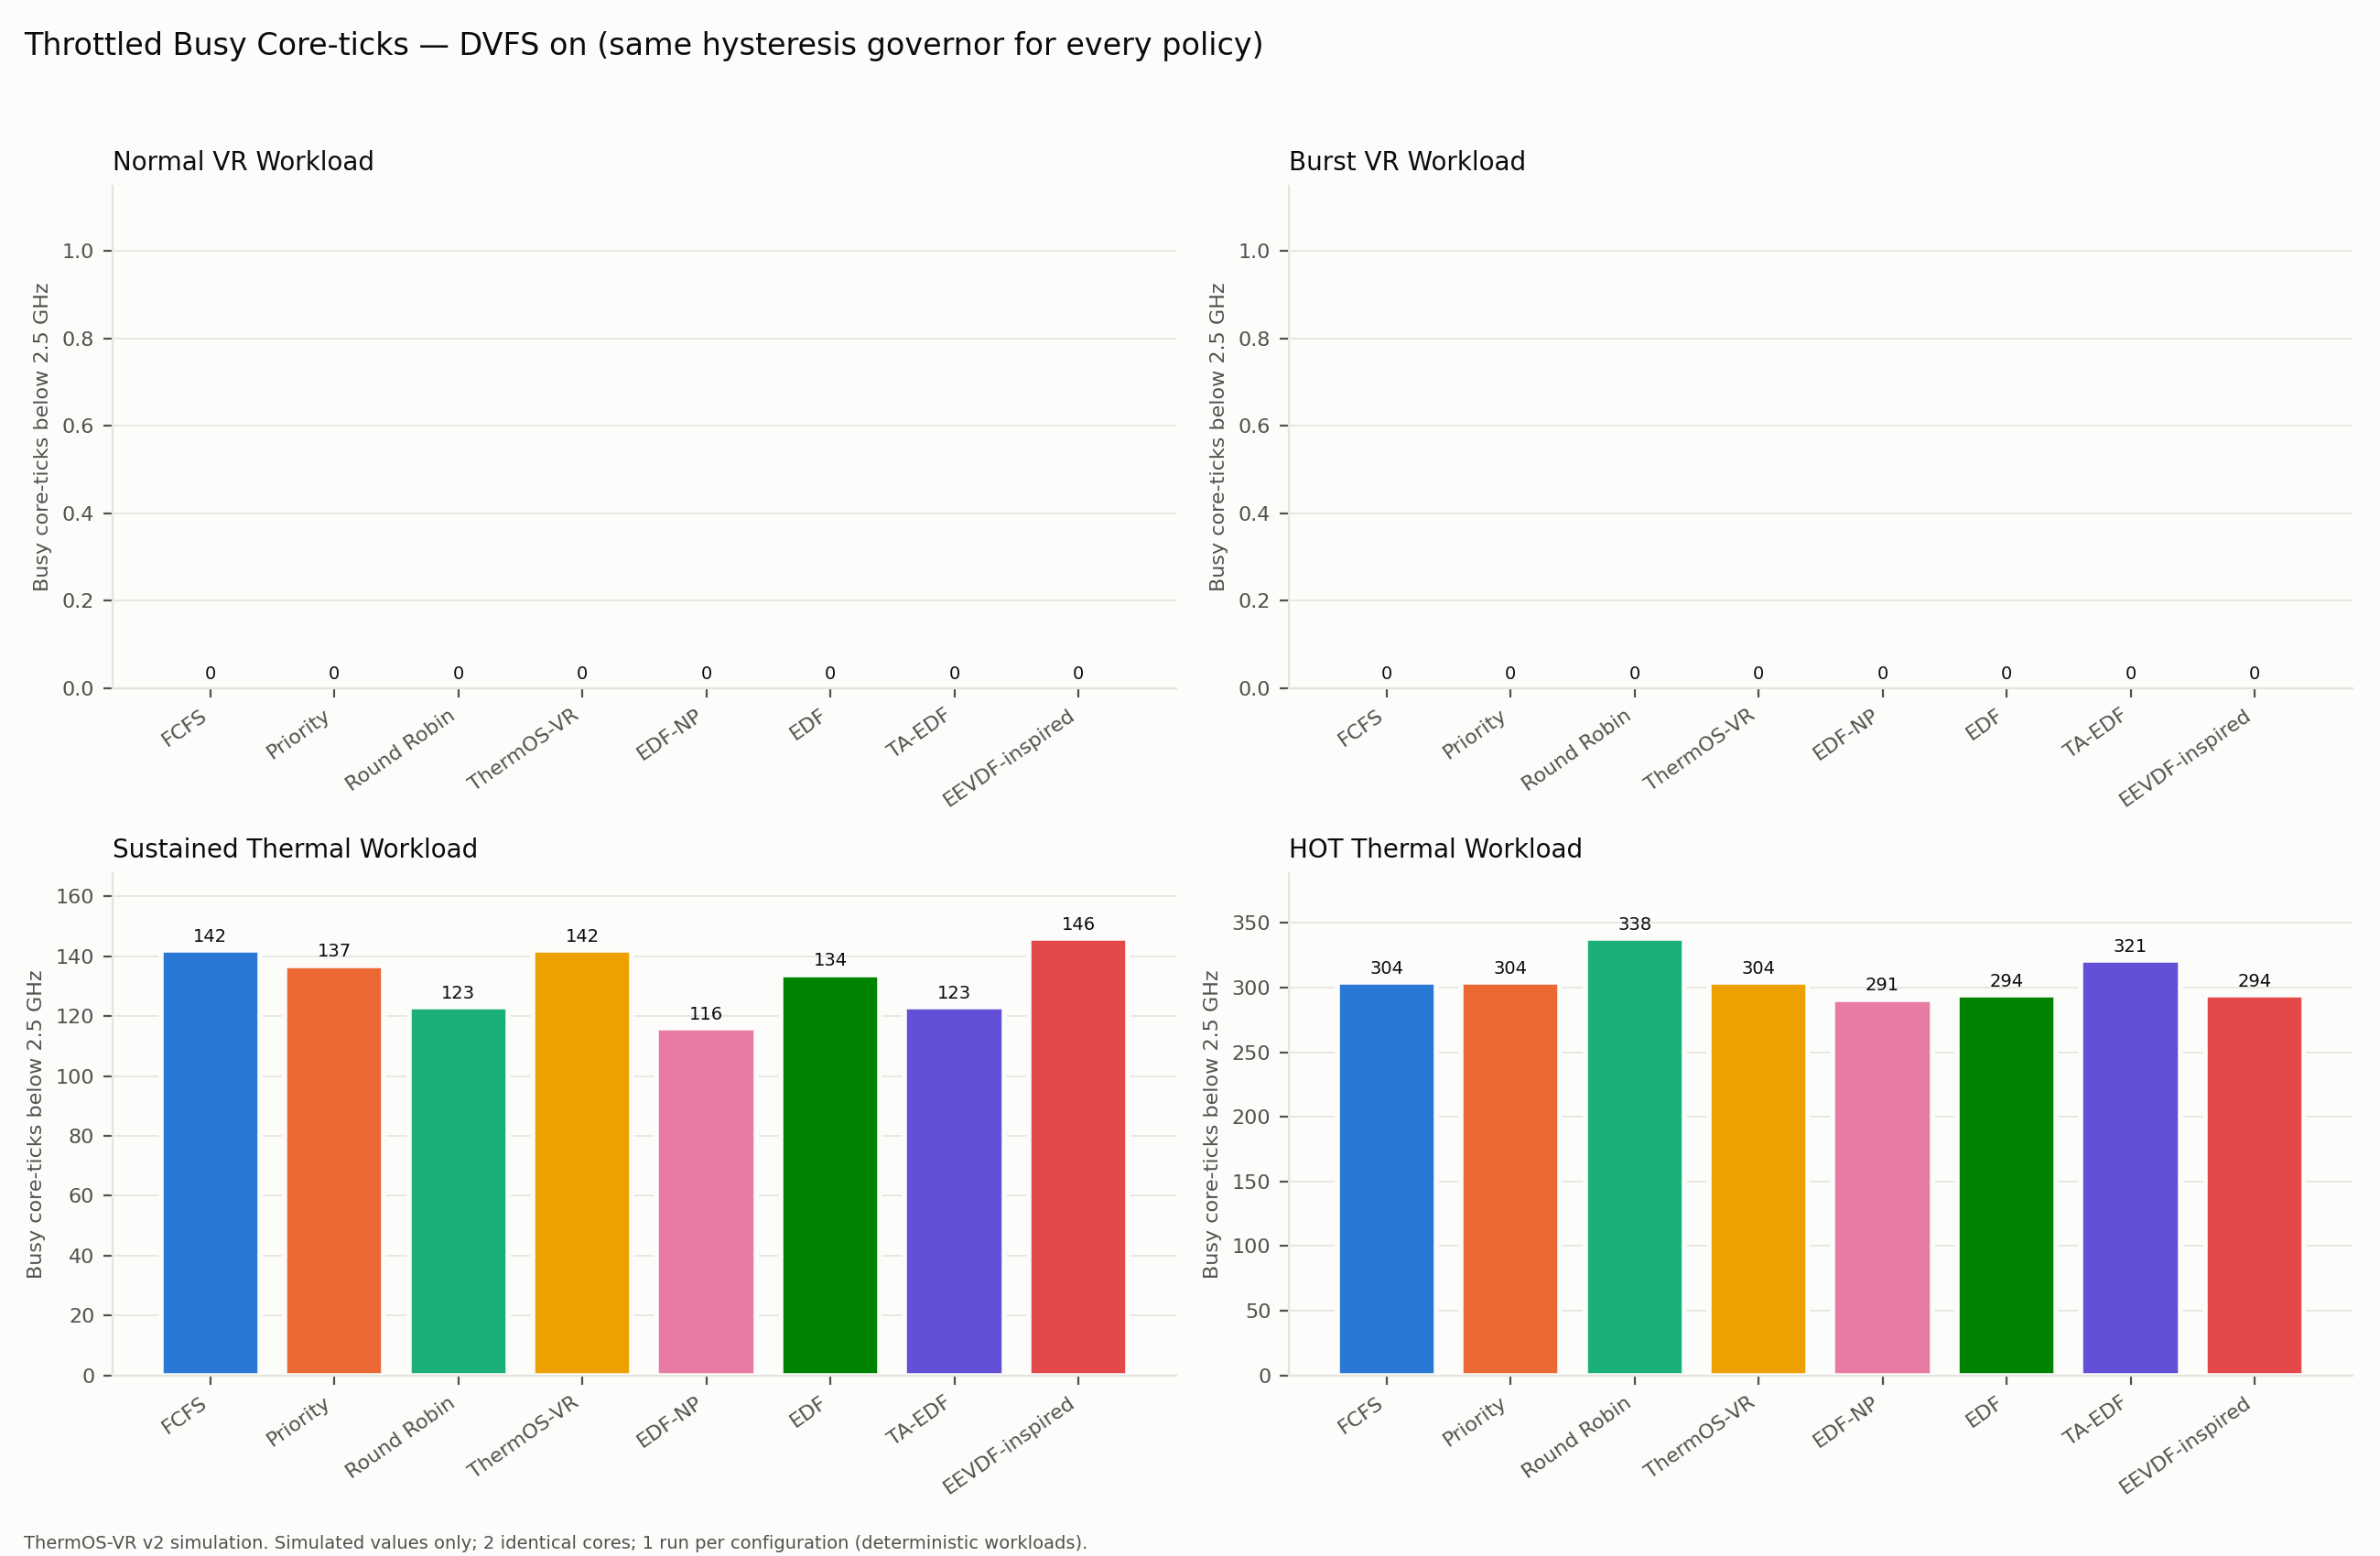 Throttled Busy Core-ticks — DVFS on (same hysteresis governor for every policy)
Normal VR Workload
Busy core-ticks below 2.5 GHz
1.0
0.8
0.6
0.4
0.2
0.0
0 0 0 0 0 0 0 0
FCFS Priority Round Robin ThermOS-VR EDF-NP EDF TA-EDF EEVDF-inspired
Burst VR Workload
Busy core-ticks below 2.5 GHz
1.0
0.8
0.6
0.4
0.2
0.0
0 0 0 0 0 0 0 0
FCFS Priority Round Robin ThermOS-VR EDF-NP EDF TA-EDF EEVDF-inspired
Sustained Thermal Workload
Busy core-ticks below 2.5 GHz
160
140
120
100
80
60
40
20
0
142 137 123 142 116 134 123 146
FCFS Priority Round Robin ThermOS-VR EDF-NP EDF TA-EDF EEVDF-inspired
HOT Thermal Workload
Busy core-ticks below 2.5 GHz
350
300
250
200
150
100
50
0
304 304 338 304 291 294 321 294
FCFS Priority Round Robin ThermOS-VR EDF-NP EDF TA-EDF EEVDF-inspired
ThermOS-VR v2 simulation. Simulated values only; 2 identical cores; 1 run per configuration (deterministic workloads).